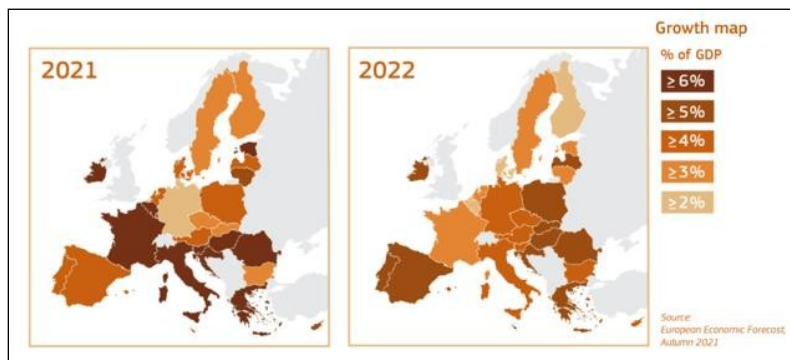 Growth map
% of GDP
2021
2022
≥6%
≥5%
≥4%
≥3%
≥2%
Source:
European Economic Forecast,
Autumn 2021